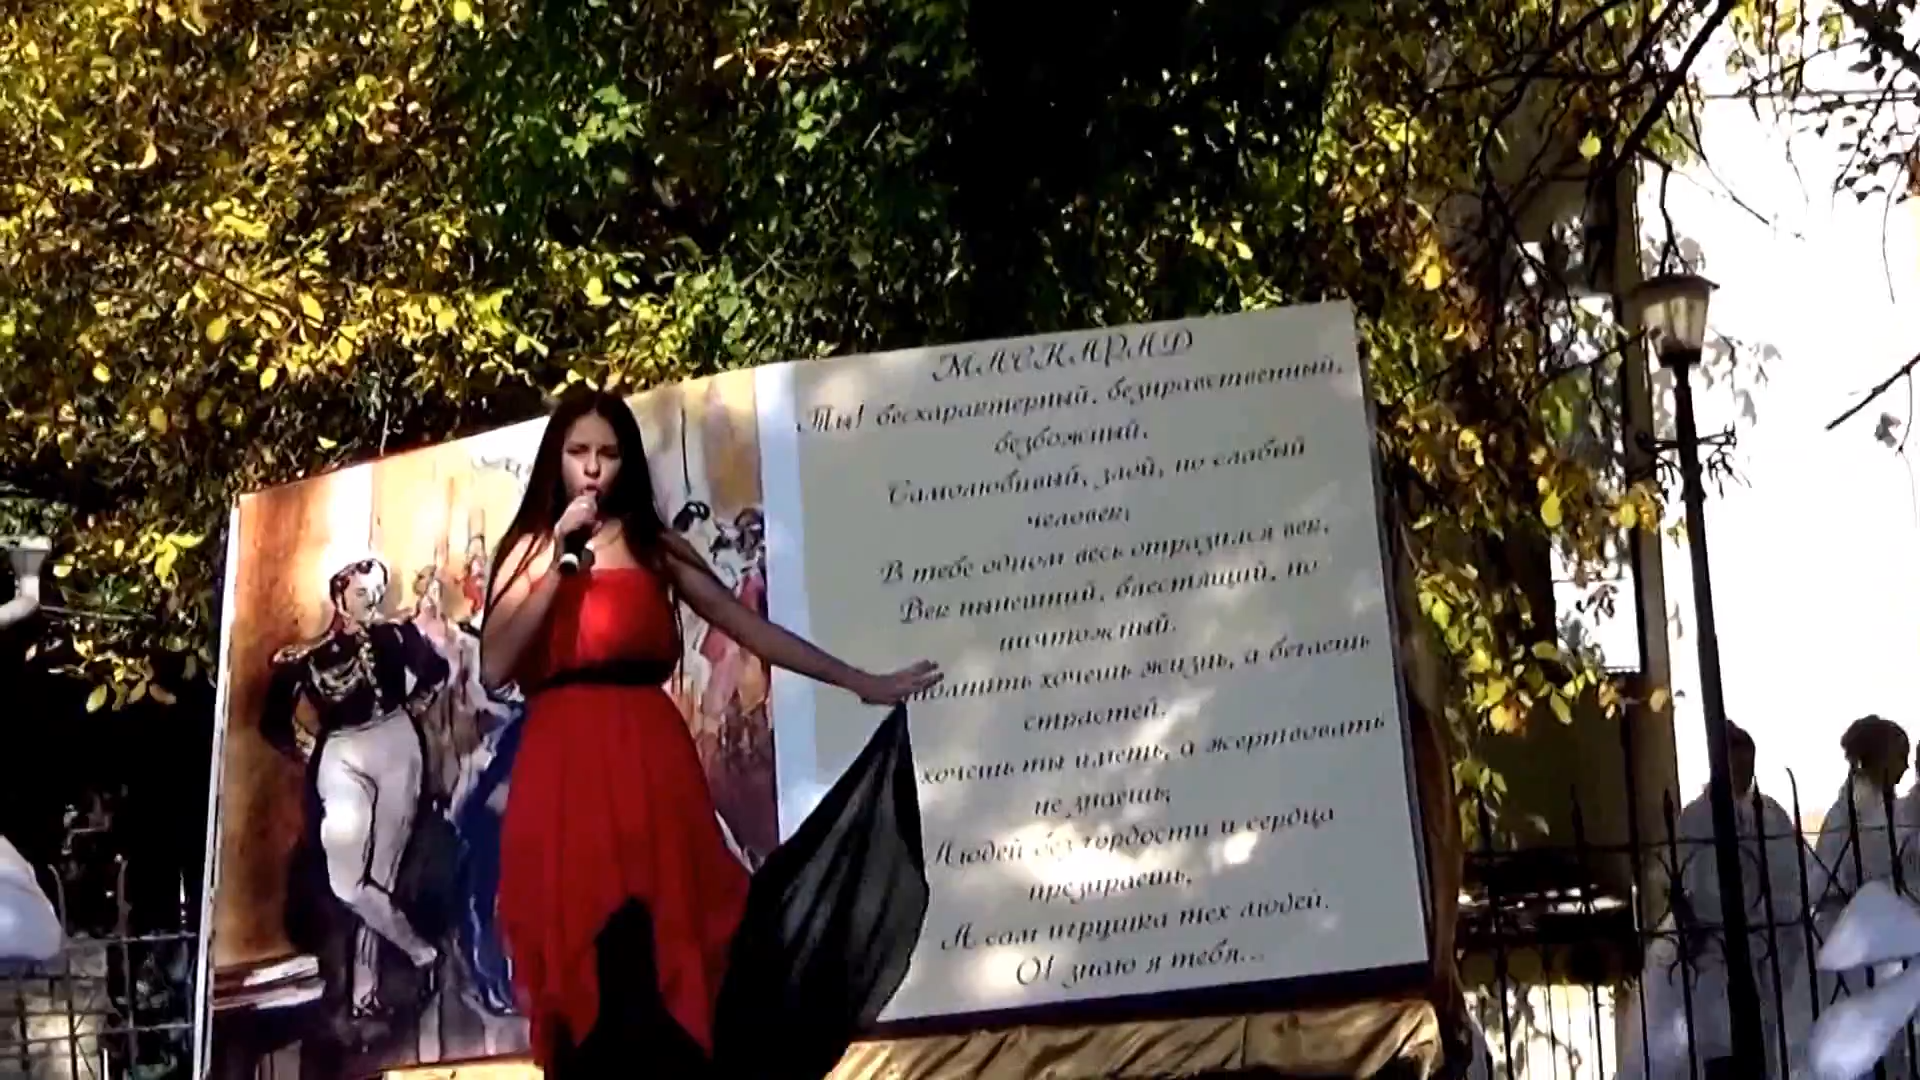 МАСКАРАД
Ты! бесхарактерный, безнравственный,
безбожный,
Самолюбивый, злой, но слабый
человек;
В тебе одном весь отразился век,
Век нынешний, блестящий, но
ничтожный.
хочешь жизнь, а бегаешь
страстей.
хочешь ты иметь, а жертвовать
не знаешь;
Людей без гордости и сердца
презираешь,
А сам игрушка тех людей.
О! знаю я тебя...